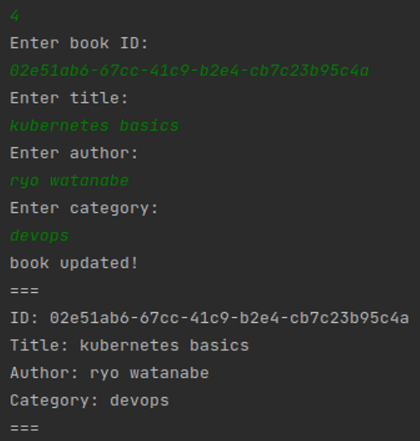 4
Enter book ID:
02e51ab6-67cc-41c9-b2e4-cb7c23b95c4a
Enter title:
kubernetes basics
Enter author:
ryo watanabe
Enter category:
devops
book updated!
===
ID: 02e51ab6-67cc-41c9-b2e4-cb7c23b95c4a
Title: kubernetes basics
Author: ryo watanabe
Category: devops
===